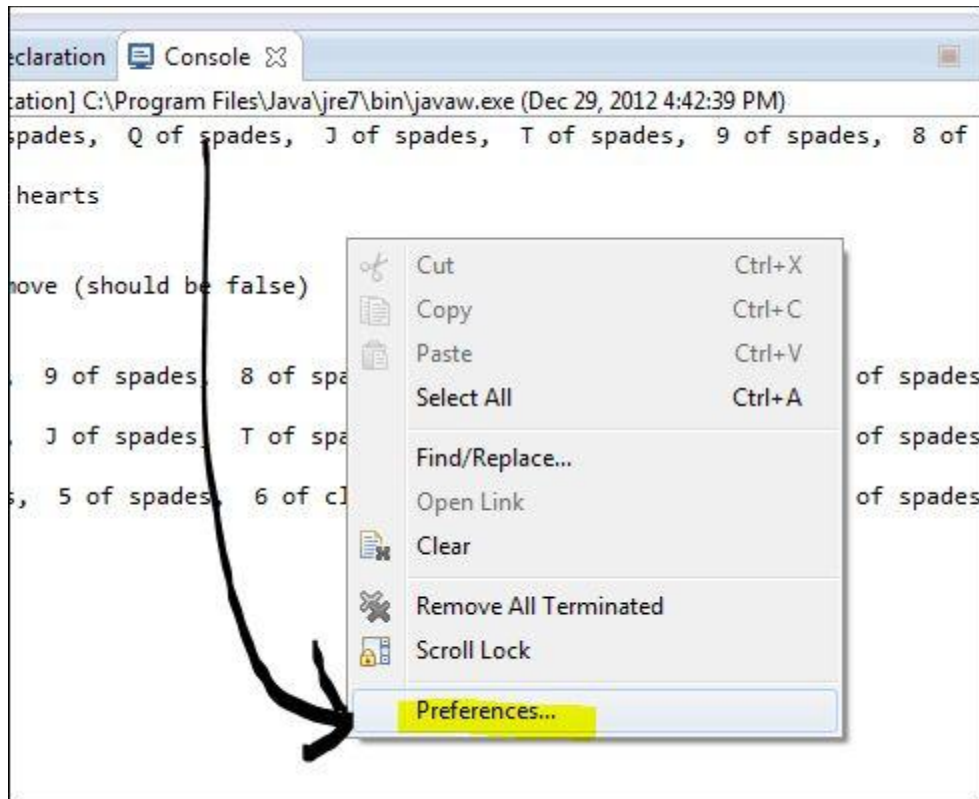 eclaration Console
cation] C:\Program Files\Java\jre7\bin\javaw.exe (Dec 29, 2012 4:42:39 PM)
spades, Q of spades, J of spades, T of spades, 9 of spades, 8 of
hearts
move (should be false)
, 9 of spades, 8 of spa of spades
, J of spades, T of spa of spades
s, 5 of spades, 6 of cl of spades
Cut Ctrl+X
Copy Ctrl+C
Paste Ctrl+V
Select All Ctrl+A
Find/Replace...
Open Link
Clear
Remove All Terminated
Scroll Lock
Preferences...